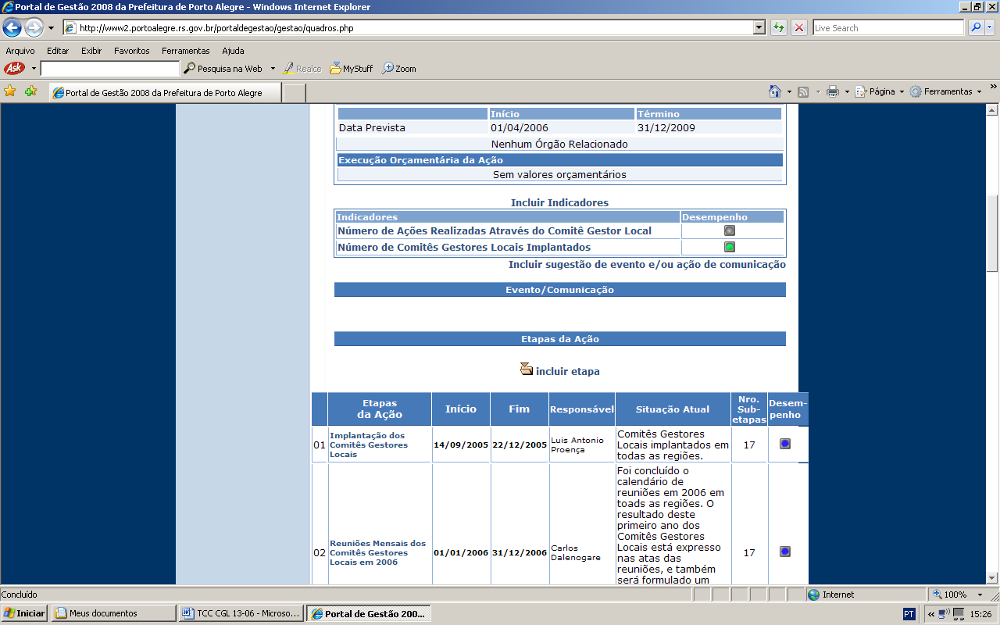 Portal de Gestão 2008 da Prefeitura de Porto Alegre - Windows Internet Explorer
http://www2.portoalegre.rs.gov.br/portaldegestao/gestao/quadros.php
Live Search
Arquivo Editar Exibir Favoritos Ferramentas Ajuda
Ask Pesquisa na Web Realce MyStuff Zoom
Portal de Gestão 2008 da Prefeitura de Porto Alegre Página Ferramentas »
Início Término
Data Prevista 01/04/2006 31/12/2009
Nenhum Órgão Relacionado
Execução Orçamentária da Ação
Sem valores orçamentários
Incluir Indicadores
Indicadores Desempenho
Número de Ações Realizadas Através do Comitê Gestor Local
Número de Comitês Gestores Locais Implantados
Incluir sugestão de evento e/ou ação de comunicação
Evento/Comunicação
Etapas da Ação
incluir etapa
Etapas
da Ação
Início
Fim
Responsável
Situação Atual
Nro.
Sub-
etapas
Desem-
penho
01
Implantação dos
Comitês Gestores
Locais
14/09/2005
22/12/2005
Luis Antonio
Proença
Comitês Gestores
Locais implantados em
todas as regiões.
17
02
Reuniões Mensais dos
Comitês Gestores
Locais em 2006
01/01/2006
31/12/2006
Carlos
Dalenogare
Foi concluído o
calendário de
reuniões em 2006 em
toads as regiões. O
resultado deste
primeiro ano dos
Comitês Gestores
Locais está expresso
nas atas das
reuniões, e também
será formulado um
17
Concluído Internet 100%
Iniciar Meus documentos TCC CGL 13-06 - Microso... Portal de Gestão 200... PT « 15:26